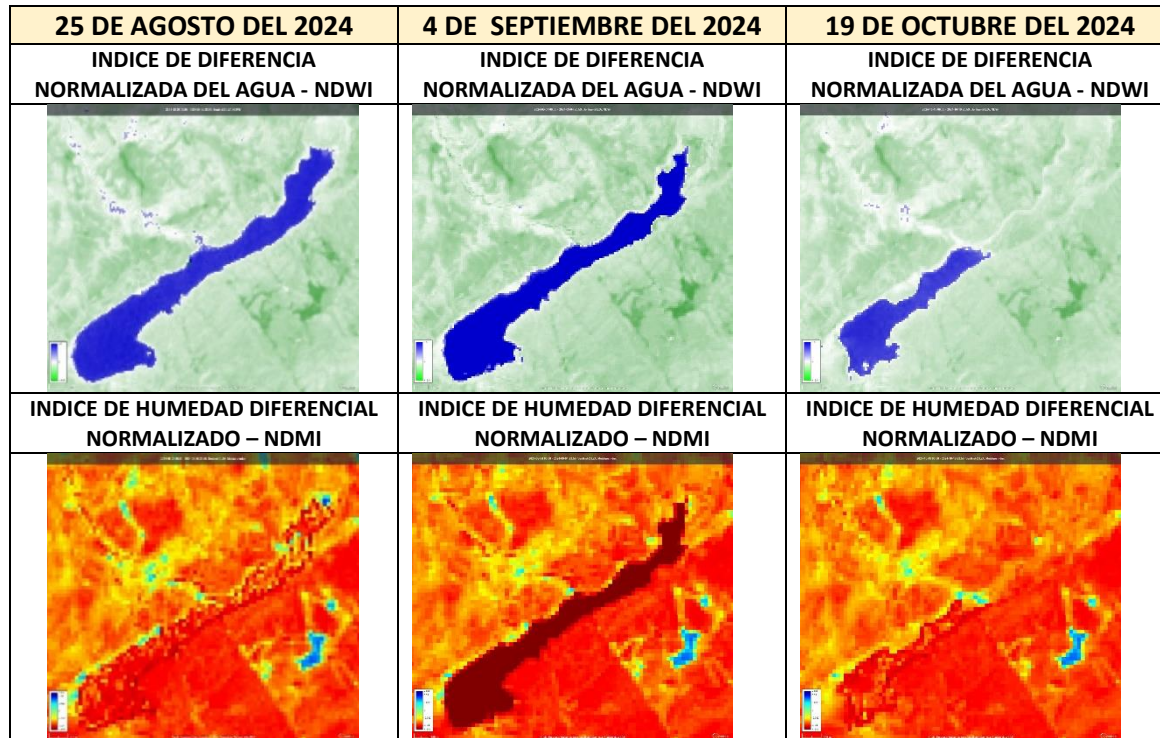 25 DE AGOSTO DEL 2024
4 DE SEPTIEMBRE DEL 2024
19 DE OCTUBRE DEL 2024
INDICE DE DIFERENCIA
NORMALIZADA DEL AGUA - NDWI
INDICE DE DIFERENCIA
NORMALIZADA DEL AGUA - NDWI
INDICE DE DIFERENCIA
NORMALIZADA DEL AGUA - NDWI
INDICE DE HUMEDAD DIFERENCIAL
NORMALIZADO – NDMI
INDICE DE HUMEDAD DIFERENCIAL
NORMALIZADO – NDMI
INDICE DE HUMEDAD DIFERENCIAL
NORMALIZADO – NDMI